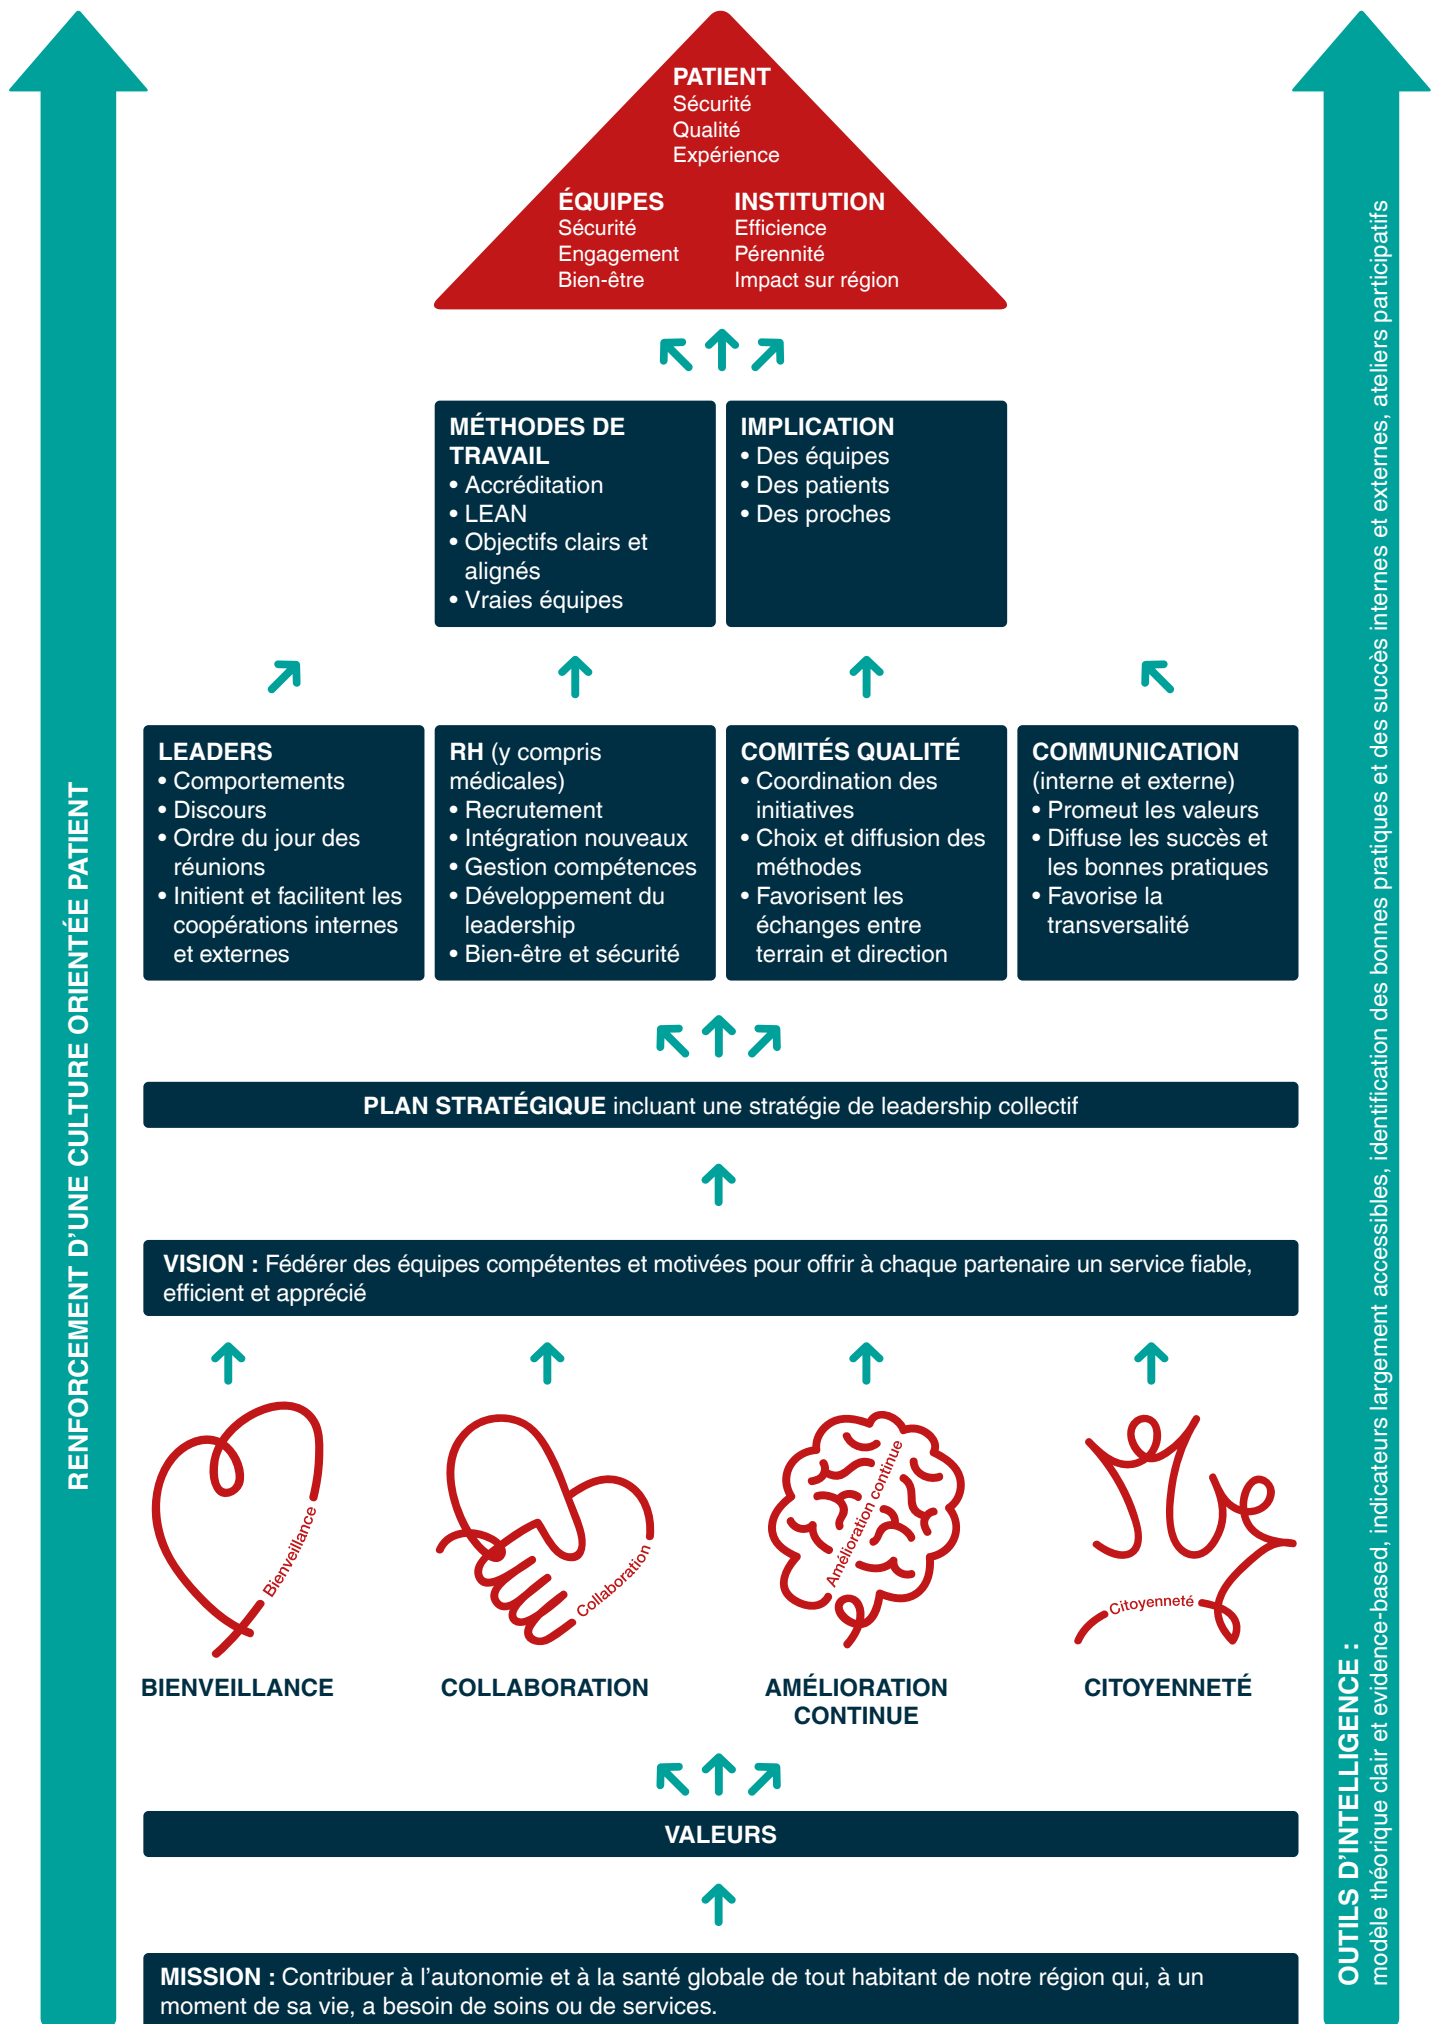 PATIENT
Sécurité
Qualité
Expérience
ÉQUIPES
Sécurité
Engagement
Bien-être
INSTITUTION
Efficience
Pérennité
Impact sur région
MÉTHODES DE
TRAVAIL
• Accréditation
• LEAN
• Objectifs clairs et
alignés
• Vraies équipes
IMPLICATION
• Des équipes
• Des patients
• Des proches
LEADERS
• Comportements
• Discours
• Ordre du jour des
réunions
• Initient et facilitent les
coopérations internes
et externes
RH (y compris
médicales)
• Recrutement
• Intégration nouveaux
• Gestion compétences
• Développement du
leadership
• Bien-être et sécurité
COMITÉS QUALITÉ
• Coordination des
initiatives
• Choix et diffusion des
méthodes
• Favorisent les
échanges entre
terrain et direction
COMMUNICATION
(interne et externe)
• Promeut les valeurs
• Diffuse les succès et
les bonnes pratiques
• Favorise la
transversalité
PLAN STRATÉGIQUE incluant une stratégie de leadership collectif
VISION : Fédérer des équipes compétentes et motivées pour offrir à chaque partenaire un service fiable,
efficient et apprécié
Bienveillance
Collaboration
Amélioration continue
Citoyenneté
BIENVEILLANCE
COLLABORATION
AMÉLIORATION
CONTINUE
CITOYENNETÉ
VALEURS
MISSION : Contribuer à l’autonomie et à la santé globale de tout habitant de notre région qui, à un
moment de sa vie, a besoin de soins ou de services.
RENFORCEMENT D’UNE CULTURE ORIENTÉE PATIENT
OUTILS D’INTELLIGENCE :
modèle théorique clair et evidence-based, indicateurs largement accessibles, identification des bonnes pratiques et des succès internes et externes, ateliers participatifs